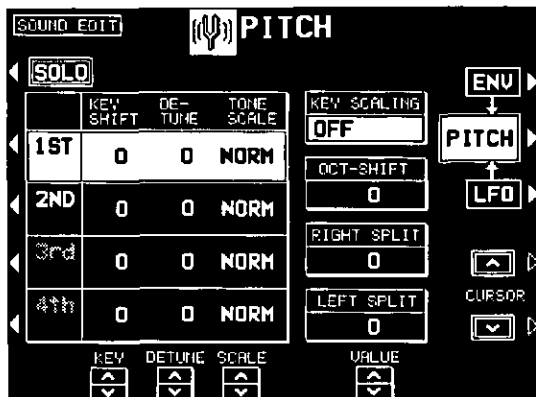 SOUND EDIT
PITCH
SOLO
ENV
KEY SHIFT
DE-TUNE
TONE SCALE
KEY SCALING
OFF
PITCH
1ST 0 0 NORM
OCT-SHIFT
0
LFO
2ND 0 0 NORM
RIGHT SPLIT
0
3rd 0 0 NORM
CURSOR
LEFT SPLIT
0
4th 0 0 NORM
KEY DETUNE SCALE VALUE